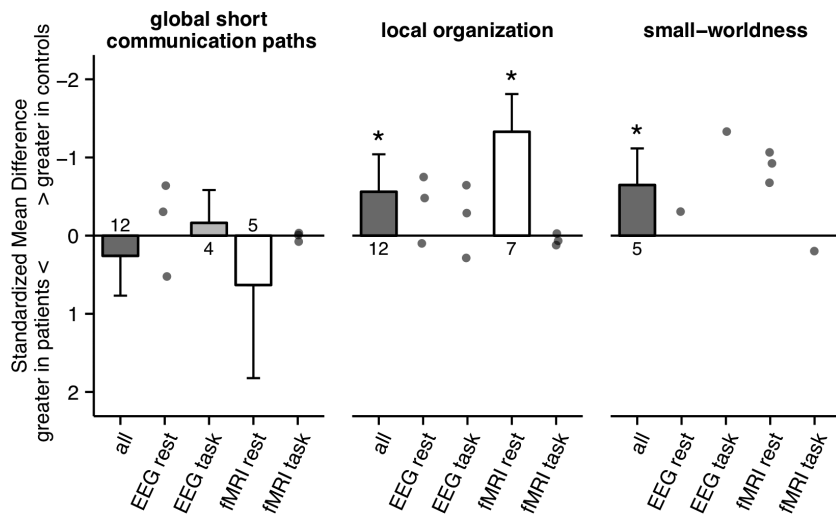 global short
communication paths
local organization
small–worldness
Standardized Mean Difference
greater in patients <
> greater in controls
−2
−1
0
1
2
12
4
5
*
12
*
7
*
5
all
EEG rest
EEG task
fMRI rest
fMRI task
all
EEG rest
EEG task
fMRI rest
fMRI task
all
EEG rest
EEG task
fMRI rest
fMRI task